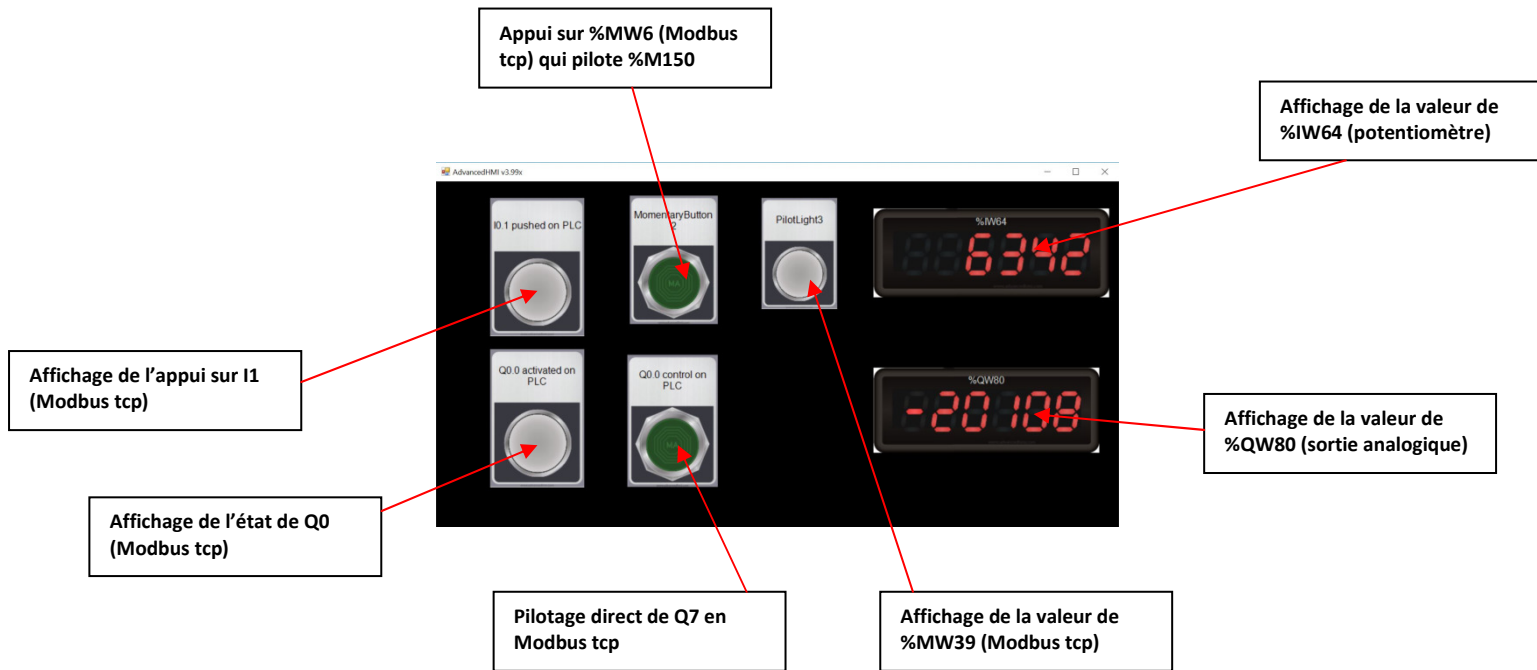 Appui sur %MW6 (Modbus
tcp) qui pilote %M150
Affichage de la valeur de
%IW64 (potentiomètre)
AdvancedHMI v3.99x
I0.1 pushed on PLC
MomentaryButton
2
MA
PilotLight3
%IW64
6342
Affichage de l’appui sur I1
(Modbus tcp)
Q0.0 activated on
PLC
Q0.0 control on
PLC
MA
%QW80
-20108
Affichage de la valeur de
%QW80 (sortie analogique)
Affichage de l’état de Q0
(Modbus tcp)
Pilotage direct de Q7 en
Modbus tcp
Affichage de la valeur de
%MW39 (Modbus tcp)